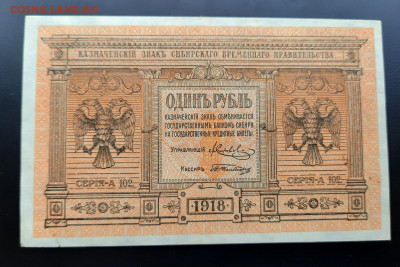 COINS.LAW.RU
КАЗНАЧЕЙСКІЙ ЗНАКЪ СИБИРСКАГО ВРЕМЕННАГО ПРАВИТЕЛЬСТВА
ОДИНЪ РУБЛЬ
КАЗНАЧЕЙСКІЙ ЗНАКЪ ОБМѢНИВАЕТСЯ
ГОСУДАРСТВЕННЫМЪ БАНКОМЪ СИБИРИ
НА ГОСУДАРСТВЕННЫЕ КРЕДИТНЫЕ БИЛЕТЫ.
УПРАВЛЯЮЩІЙ
КАССИРЪ
СЕРІЯ-А 102.
СЕРІЯ-А 102.
1918